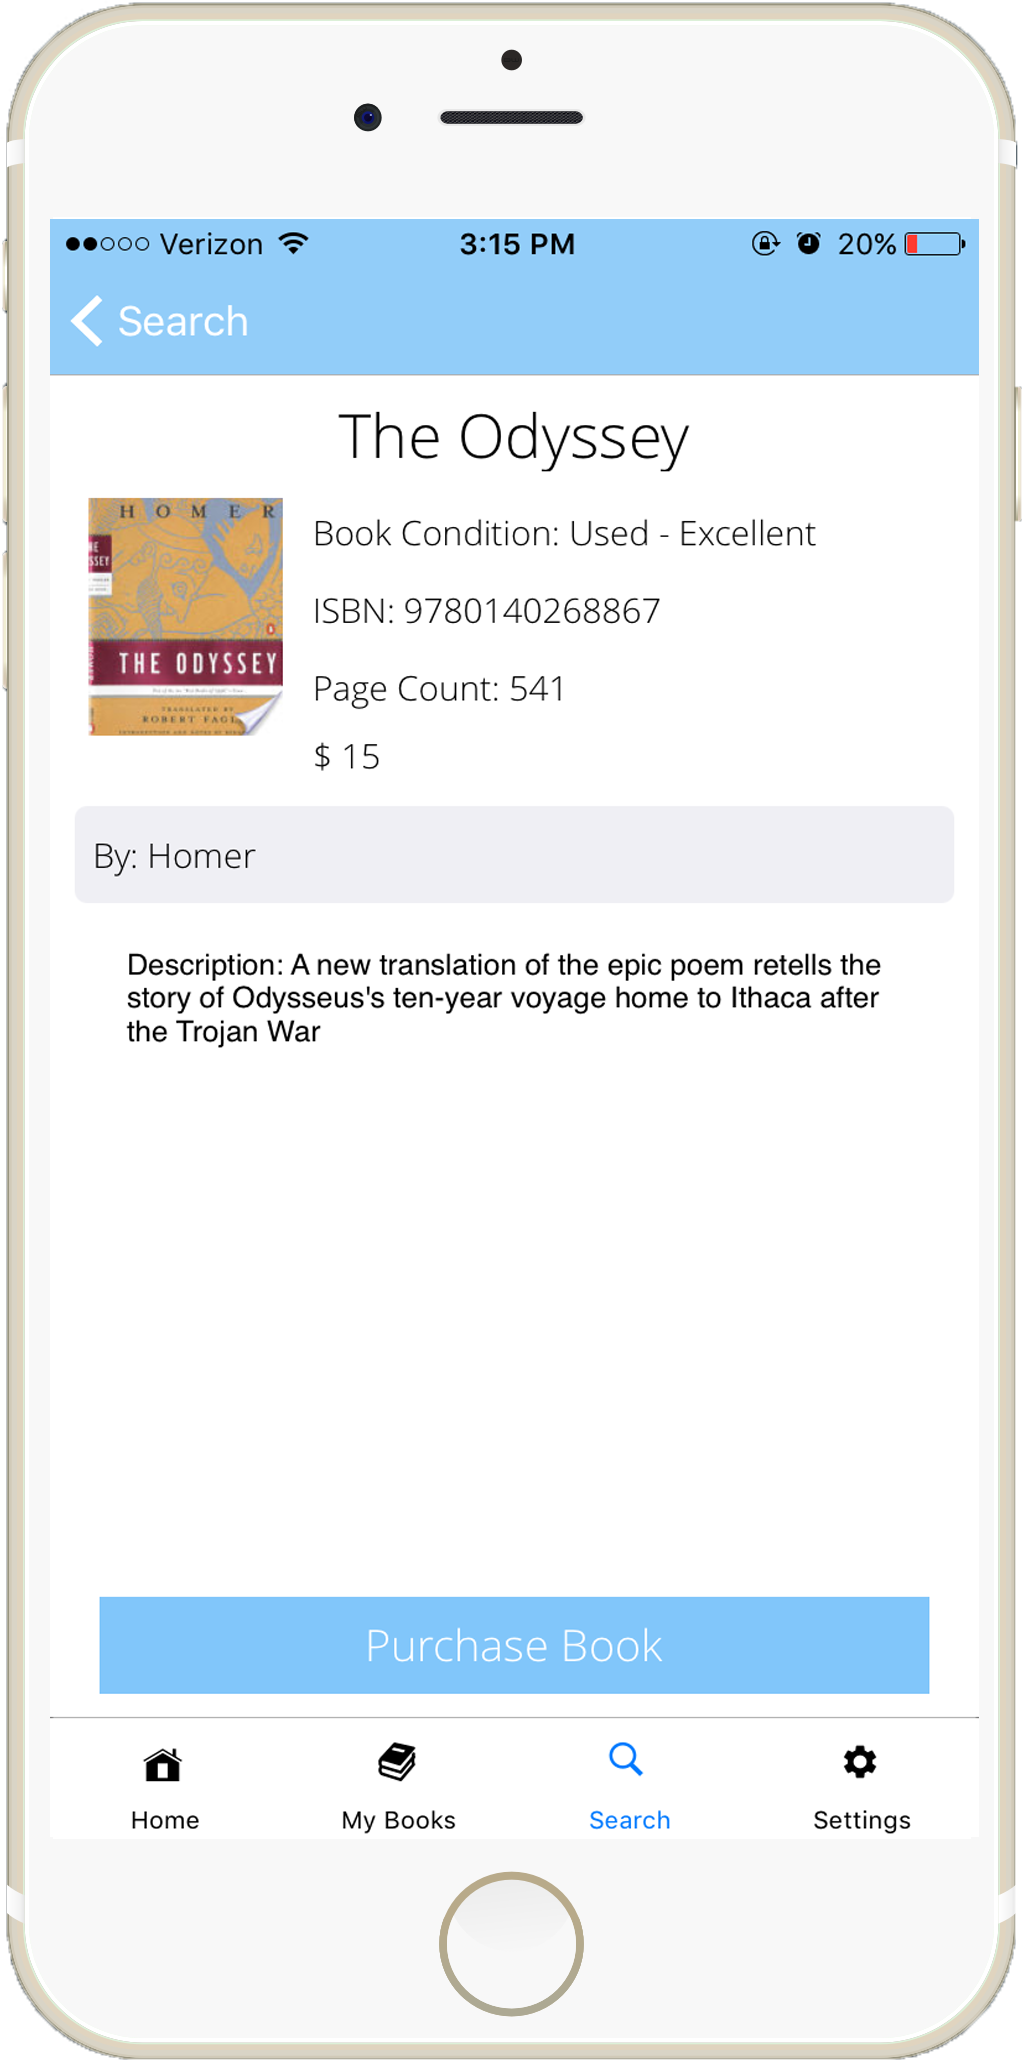 Verizon 3:15 PM 20%
Search
The Odyssey
HOMER
THE ODYSSEY
TRANSLATED BY
ROBERT
Book Condition: Used - Excellent
ISBN: 9780140268867
Page Count: 541
$ 15
By: Homer
Description: A new translation of the epic poem retells the
story of Odysseus's ten-year voyage home to Ithaca after
the Trojan War
Purchase Book
Home My Books Search Settings